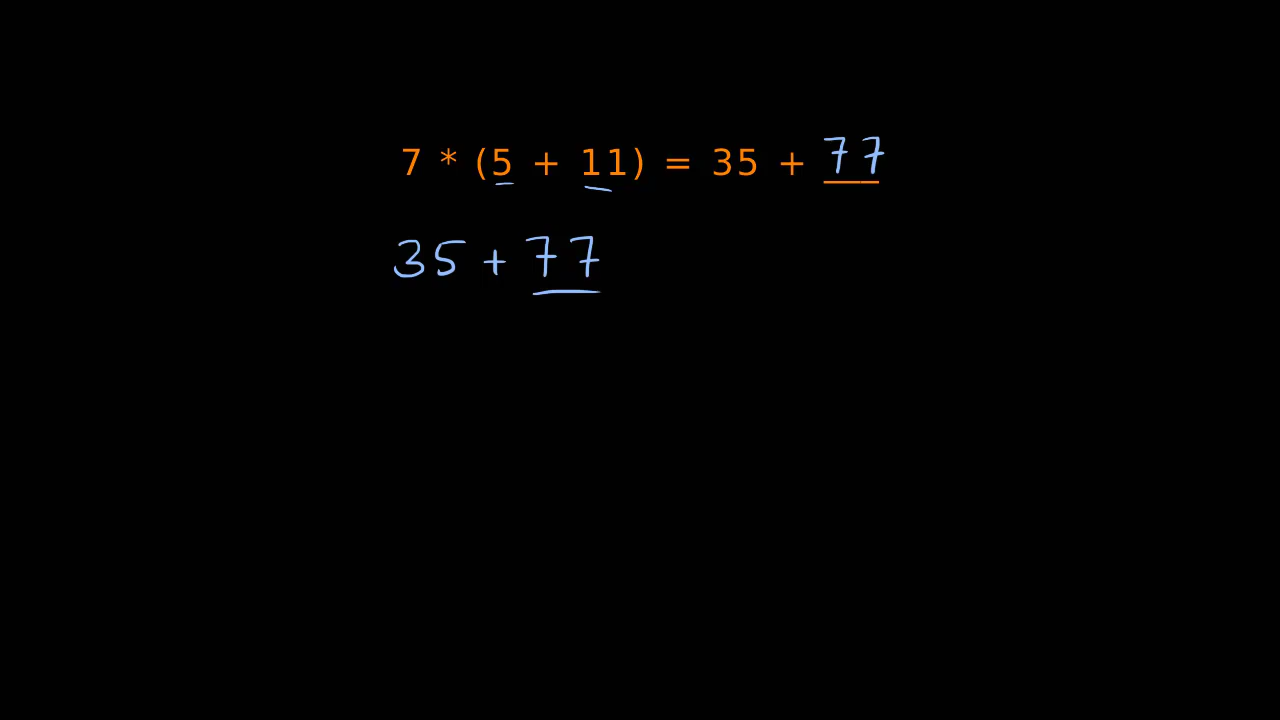 7 * (5 + 11) = 35 + 77
35 + 77